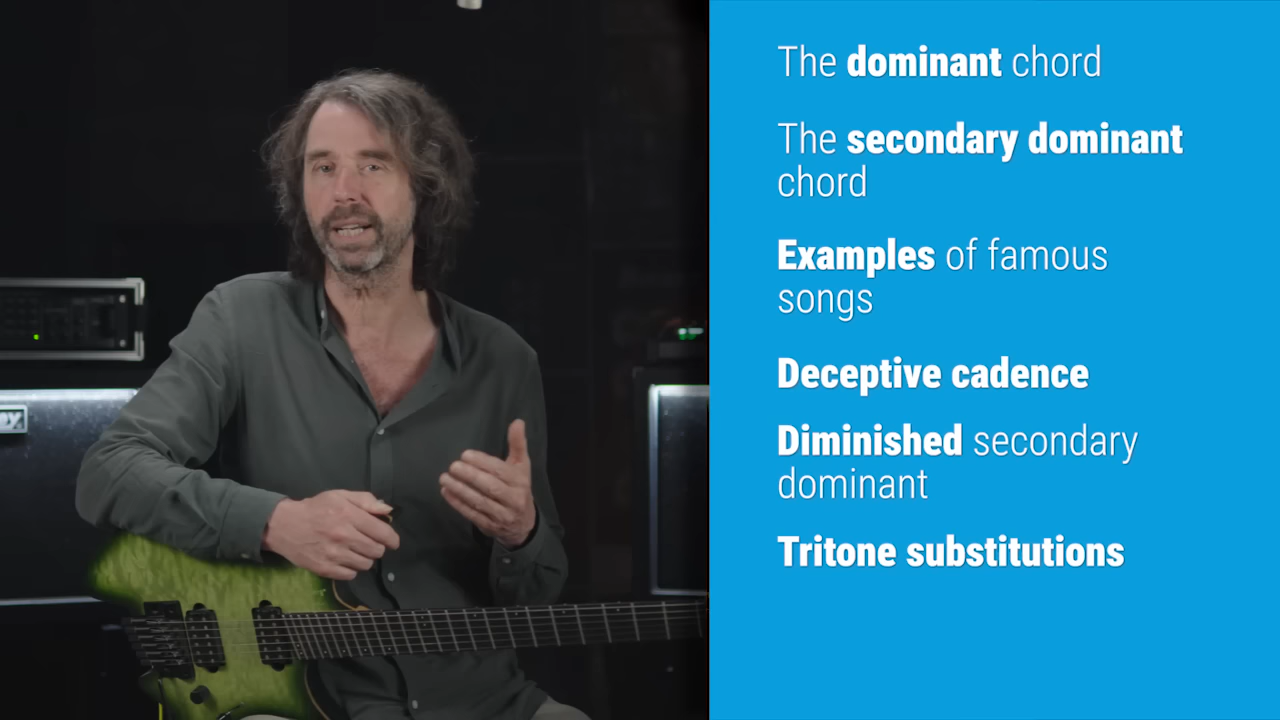 The dominant chord
The secondary dominant
chord
Examples of famous
songs
Deceptive cadence
Diminished secondary
dominant
Tritone substitutions